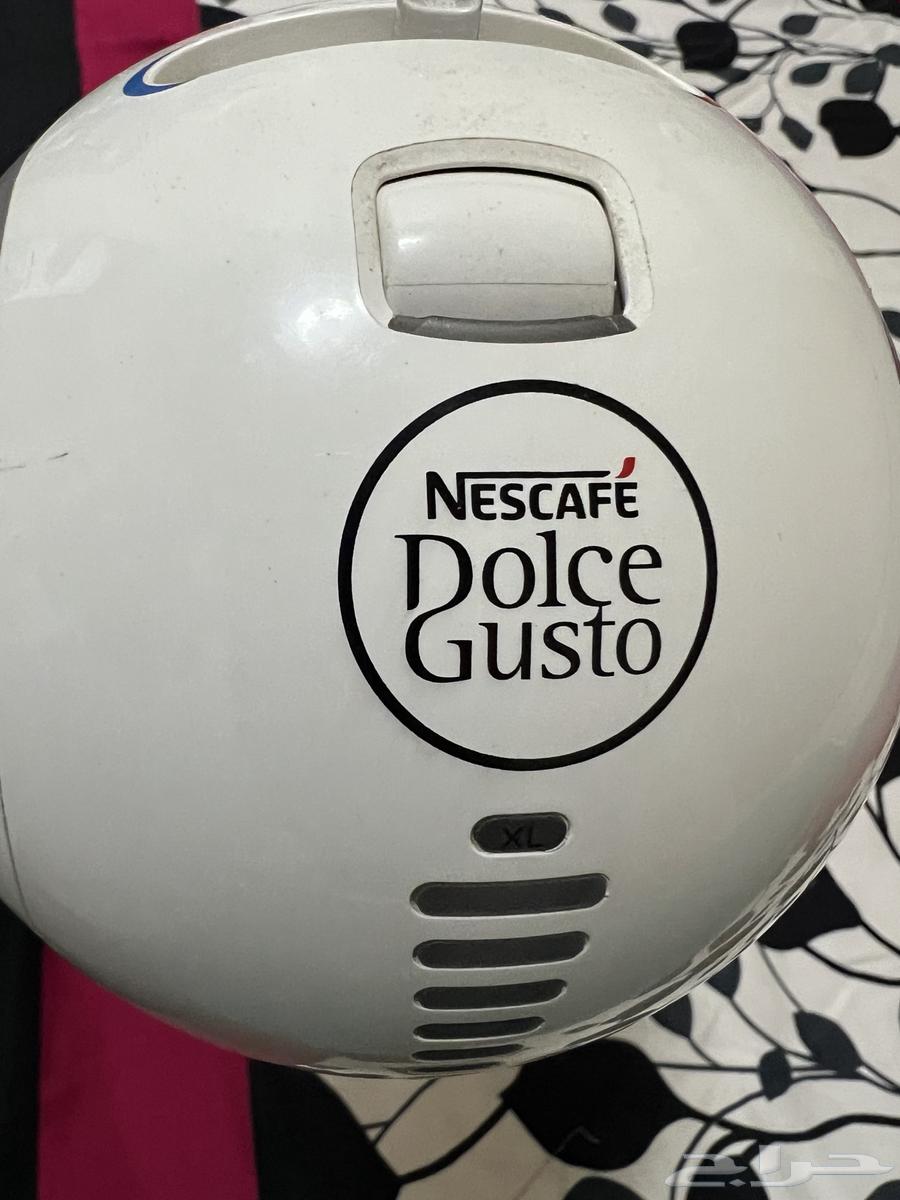 NESCAFÉ
Dolce
Gusto
XL
حراج